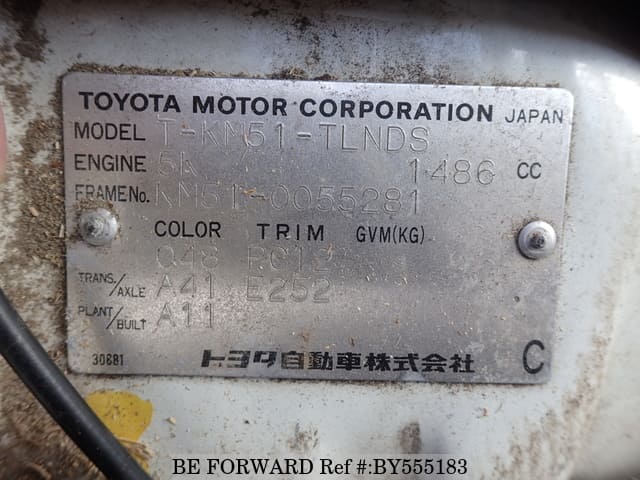 TOYOTA MOTOR CORPORATION JAPAN
MODEL T-KM51-TLNDS
ENGINE 5K 1486 CC
FRAME No. KM51-0055281
COLOR TRIM GVM(KG)
048
TRANS./AXLE A41 E252
PLANT/BUILT A11
30881 トヨタ自動車株式会社 C
BE FORWARD Ref #:BY555183